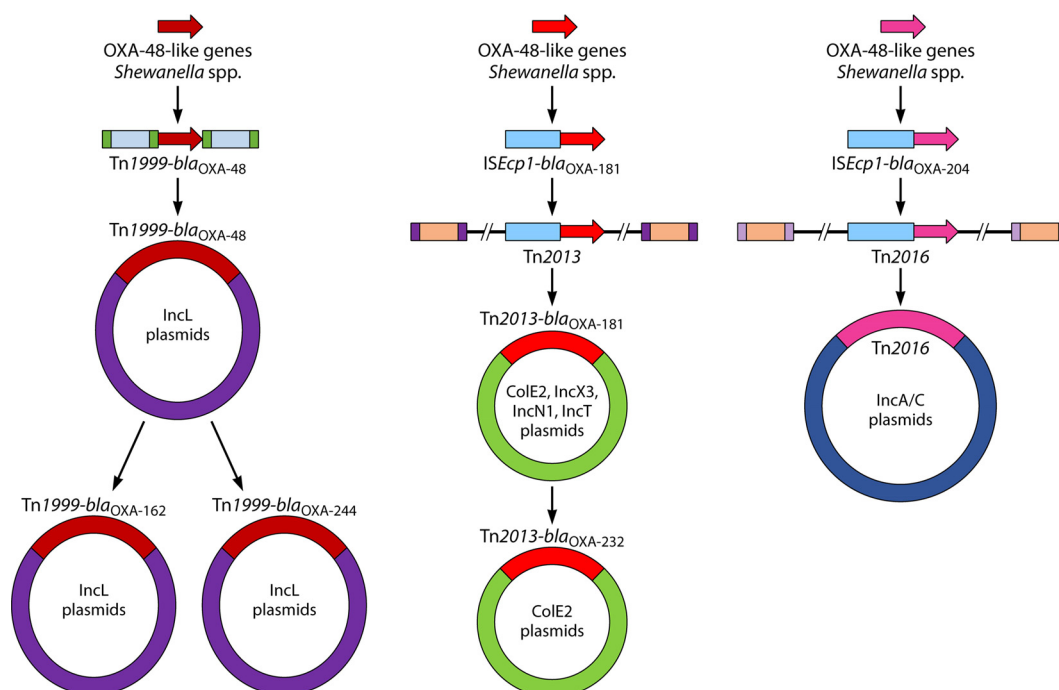 OXA-48-like genes
Shewanella spp.
Tn1999-blaOXA-48
Tn1999-blaOXA-48
IncL
plasmids
Tn1999-blaOXA-162
IncL
plasmids
Tn1999-blaOXA-244
IncL
plasmids
OXA-48-like genes
Shewanella spp.
ISEcp1-blaOXA-181
Tn2013
Tn2013-blaOXA-181
ColE2, IncX3,
IncN1, IncT
plasmids
Tn2013-blaOXA-232
ColE2
plasmids
OXA-48-like genes
Shewanella spp.
ISEcp1-blaOXA-204
Tn2016
Tn2016
IncA/C
plasmids